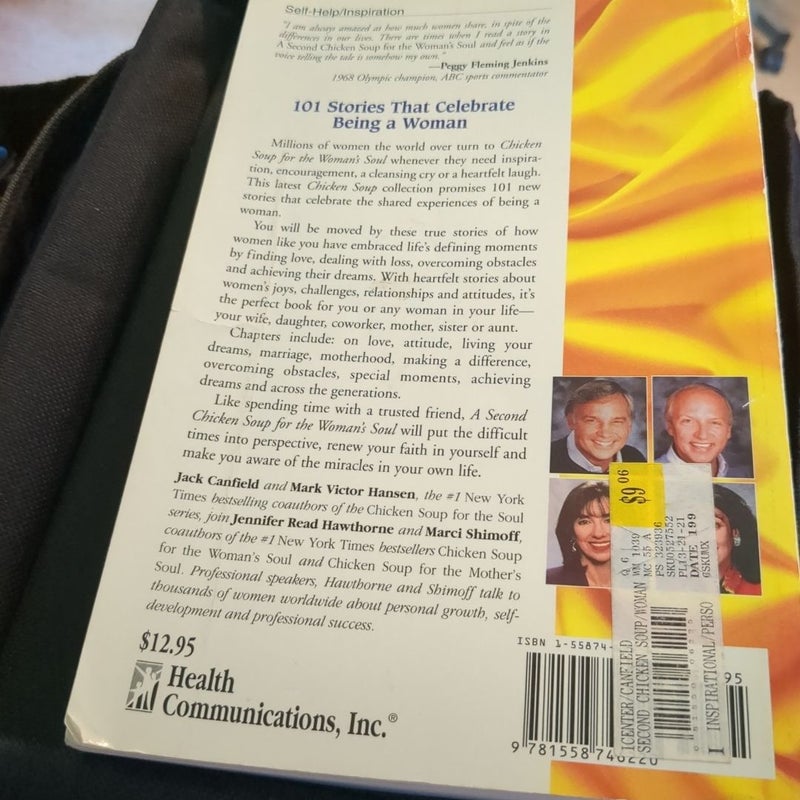 Self-Help/Inspiration
"I am always amazed at how much women share, in spite of the
differences in our lives. There are times when I read a story in
A Second Chicken Soup for the Woman's Soul and feel as if the
voice telling the tale is somehow my own."
—Peggy Fleming Jenkins
1968 Olympic champion, ABC sports commentator
101 Stories That Celebrate
Being a Woman
Millions of women the world over turn to Chicken
Soup for the Woman's Soul whenever they need inspira-
tion, encouragement, a cleansing cry or a heartfelt laugh.
This latest Chicken Soup collection promises 101 new
stories that celebrate the shared experiences of being a
woman.
You will be moved by these true stories of how
women like you have embraced life's defining moments
by finding love, dealing with loss, overcoming obstacles
and achieving their dreams. With heartfelt stories about
women's joys, challenges, relationships and attitudes, it's
the perfect book for you or any woman in your life—
your wife, daughter, coworker, mother, sister or aunt.
Chapters include: on love, attitude, living your
dreams, marriage, motherhood, making a difference,
overcoming obstacles, special moments, achieving
dreams and across the generations.
Like spending time with a trusted friend, A Second
Chicken Soup for the Woman's Soul will put the difficult
times into perspective, renew your faith in yourself and
make you aware of the miracles in your own life.
Jack Canfield and Mark Victor Hansen, the #1 New York
Times bestselling coauthors of the Chicken Soup for the Soul
series, join Jennifer Read Hawthorne and Marci Shimoff,
coauthors of the #1 New York Times bestsellers Chicken Soup
for the Woman's Soul and Chicken Soup for the Mother's
Soul. Professional speakers, Hawthorne and Shimoff talk to
thousands of women worldwide about personal growth, self-
development and professional success.
$12.95
Health
Communications, Inc.®
ISBN 1-55874-
95
9 781558 746220
$9 06
WM 1039
MC 55 A
PS 323936
SKU0527552
PL(3-21-21
DATE 199
6SKUMX
ICENTER/CANFIELD
SECOND CHICKEN SOUP/WOMAN
I INSPIRATIONAL/PERSO